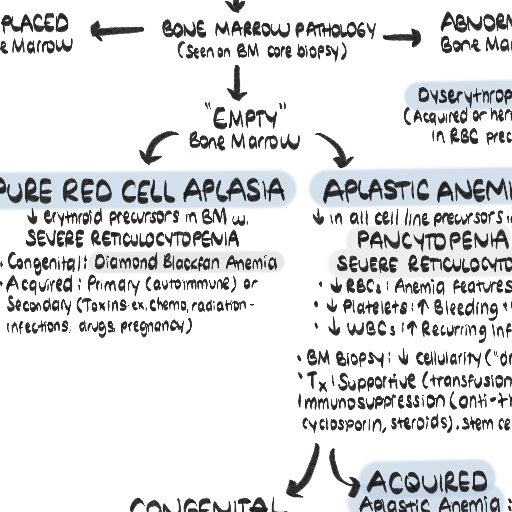 PLACED
Marrow
BONE MARROW PATHOLOGY
(Seen on BM core biopsy)
ABNORM
Bone Mar
"EMPTY"
Bone Marrow
Dyserythrop
(Acquired or her
in RBC prec
PURE RED CELL APLASIA
↓ erythroid precursors in BM w.
SEVERE RETICULOCYTOPENIA
• Congenital: Diamond Blackfan Anemia
• Acquired: Primary (autoimmune) or
Secondary (Toxins ex.chemo, radiation-
infections, drugs, pregnancy)
APLASTIC ANEMI
↓ in all cell line precursors i
PANCYTOPENIA
SEVERE RETICULOCYTO
• ↓ RBCs: Anemia Features
• ↓ Platelets: ↑ Bleeding
• ↓ WBCs: ↑ Recurring Inf
• BM Biopsy: ↓ cellularity ("dr
• Tx: Supportive (transfusion
Immunosuppression (anti-t
cyclosporin, steroids). stem ce
CONGENITAL
ACQUIRED
Aplastic Anemia: